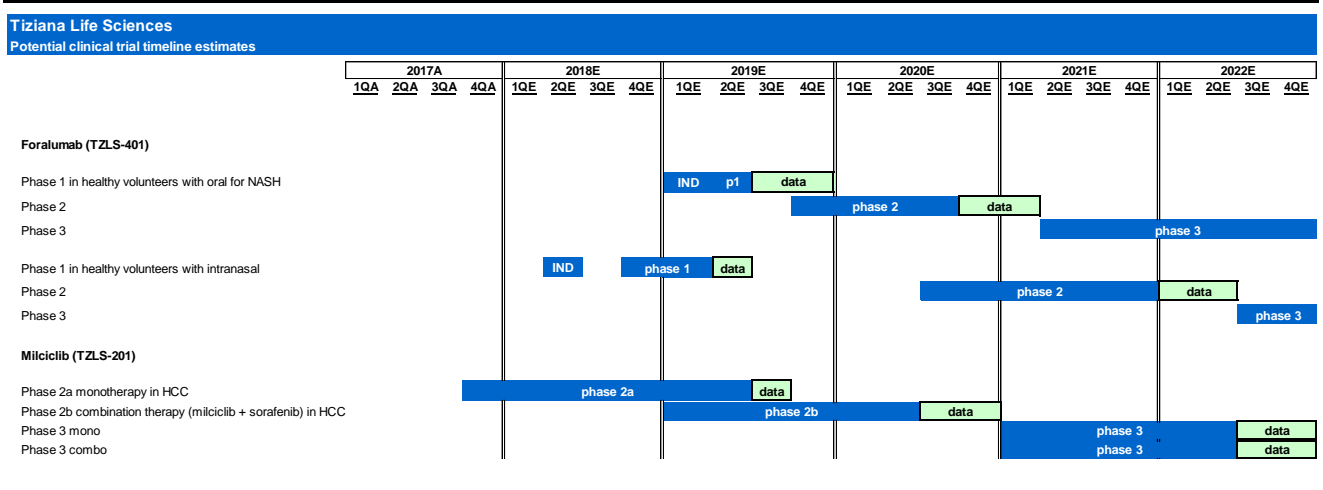 Tiziana Life Sciences
Potential clinical trial timeline estimates
2017A 2018E 2019E 2020E 2021E 2022E
1QA 2QA 3QA 4QA 1QE 2QE 3QE 4QE 1QE 2QE 3QE 4QE 1QE 2QE 3QE 4QE 1QE 2QE 3QE 4QE 1QE 2QE 3QE 4QE
Foralumab (TZLS-401)
Phase 1 in healthy volunteers with oral for NASH IND p1 data
Phase 2 phase 2 data
Phase 3 phase 3
Phase 1 in healthy volunteers with intranasal IND phase 1 data
Phase 2 phase 2 data
Phase 3 phase 3
Milciclib (TZLS-201)
Phase 2a monotherapy in HCC phase 2a data
Phase 2b combination therapy (milciclib + sorafenib) in HCC phase 2b data
Phase 3 mono phase 3 data
Phase 3 combo phase 3 data